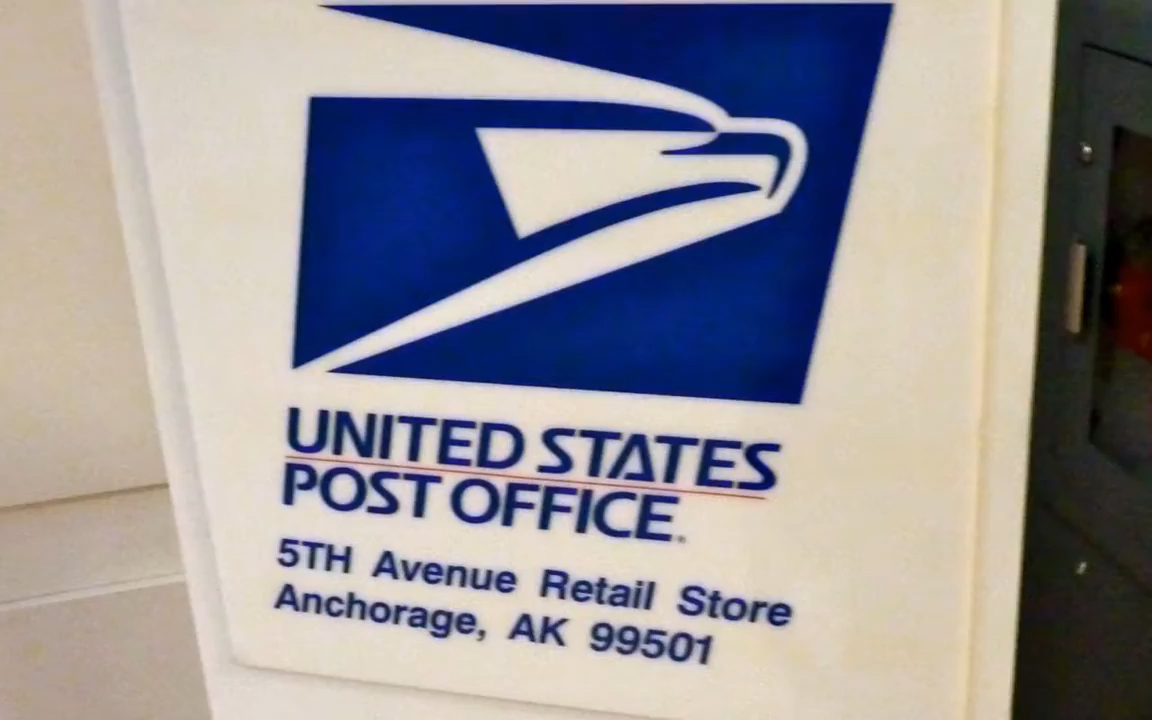 UNITED STATES
POST OFFICE®
5TH Avenue Retail Store
Anchorage, AK 99501